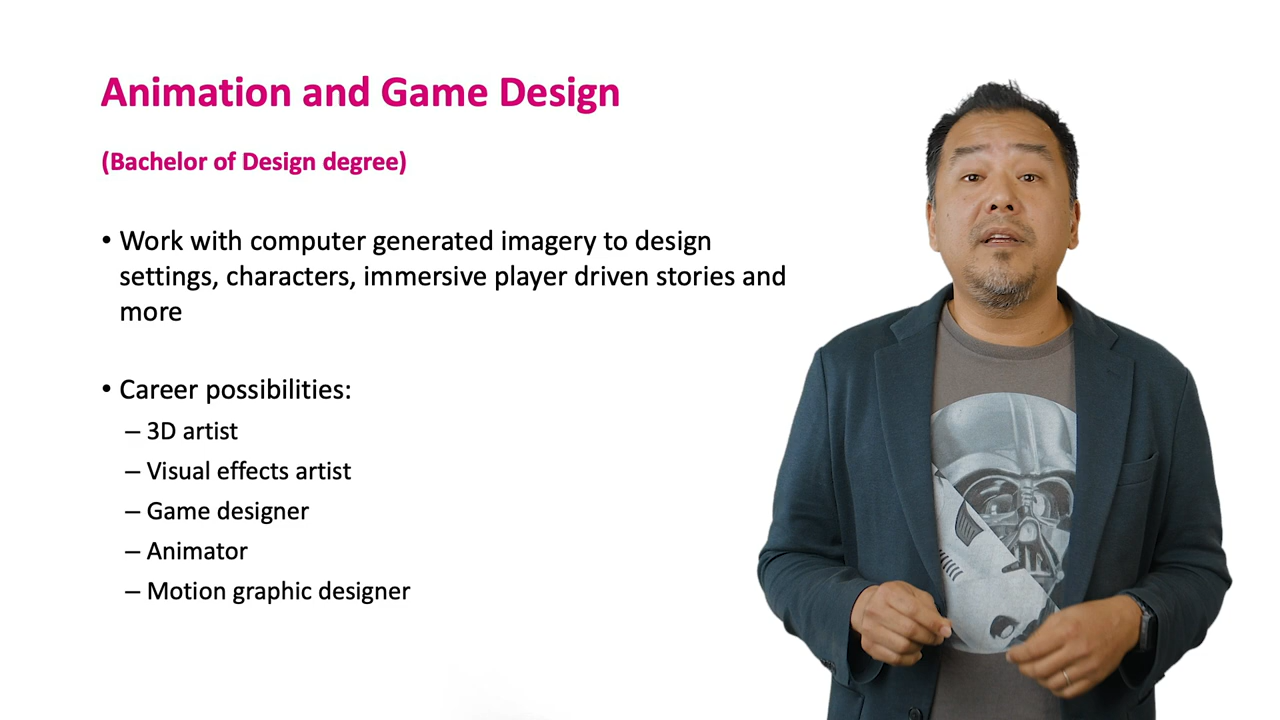 Animation and Game Design
(Bachelor of Design degree)
• Work with computer generated imagery to design
settings, characters, immersive player driven stories and
more
• Career possibilities:
– 3D artist
– Visual effects artist
– Game designer
– Animator
– Motion graphic designer